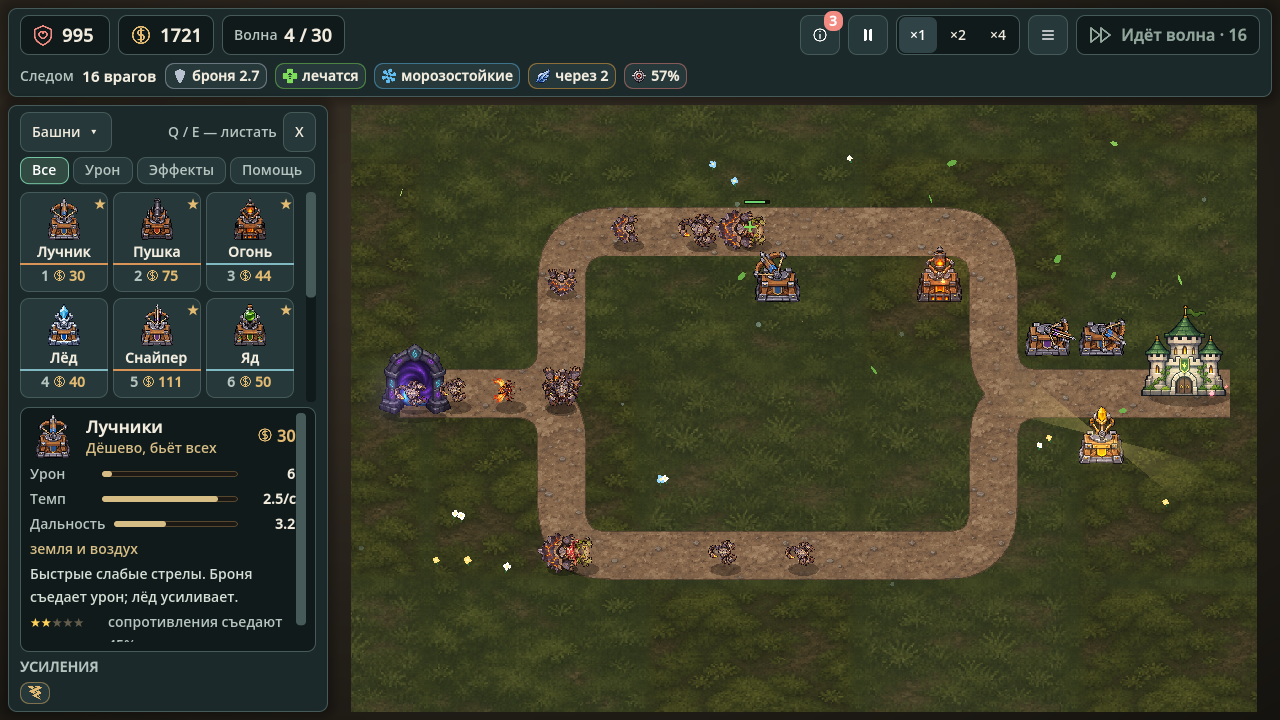 995
1721
Волна 4 / 30
3
×1
×2
×4
Идёт волна · 16
Следом 16 врагов
броня 2.7
лечатся
морозостойкие
через 2
57%
Башни
Q / E — листать
X
Все
Урон
Эффекты
Помощь
Лучник
Пушка
Огонь
1 30
2 75
3 44
Лёд
Снайпер
Яд
4 40
5 111
6 50
Лучники
30
Дёшево, бьёт всех
Урон 6
Темп 2.5/с
Дальность 3.2
земля и воздух
Быстрые слабые стрелы. Броня
съедает урон; лёд усиливает.
сопротивления съедают
УСИЛЕНИЯ